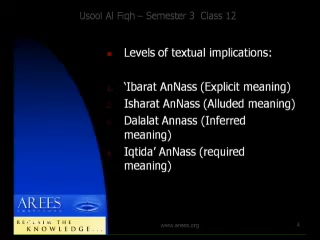 Usool Al Fiqh – Semester 3 Class 12
Levels of textual implications:
'Ibarat AnNass (Explicit meaning)
Isharat AnNass (Alluded meaning)
Dalalat Annass (Inferred
meaning)
Iqtida' AnNass (required
meaning)
AREES
RECLAIM THE
KNOWLEDGE...
www.arees.org